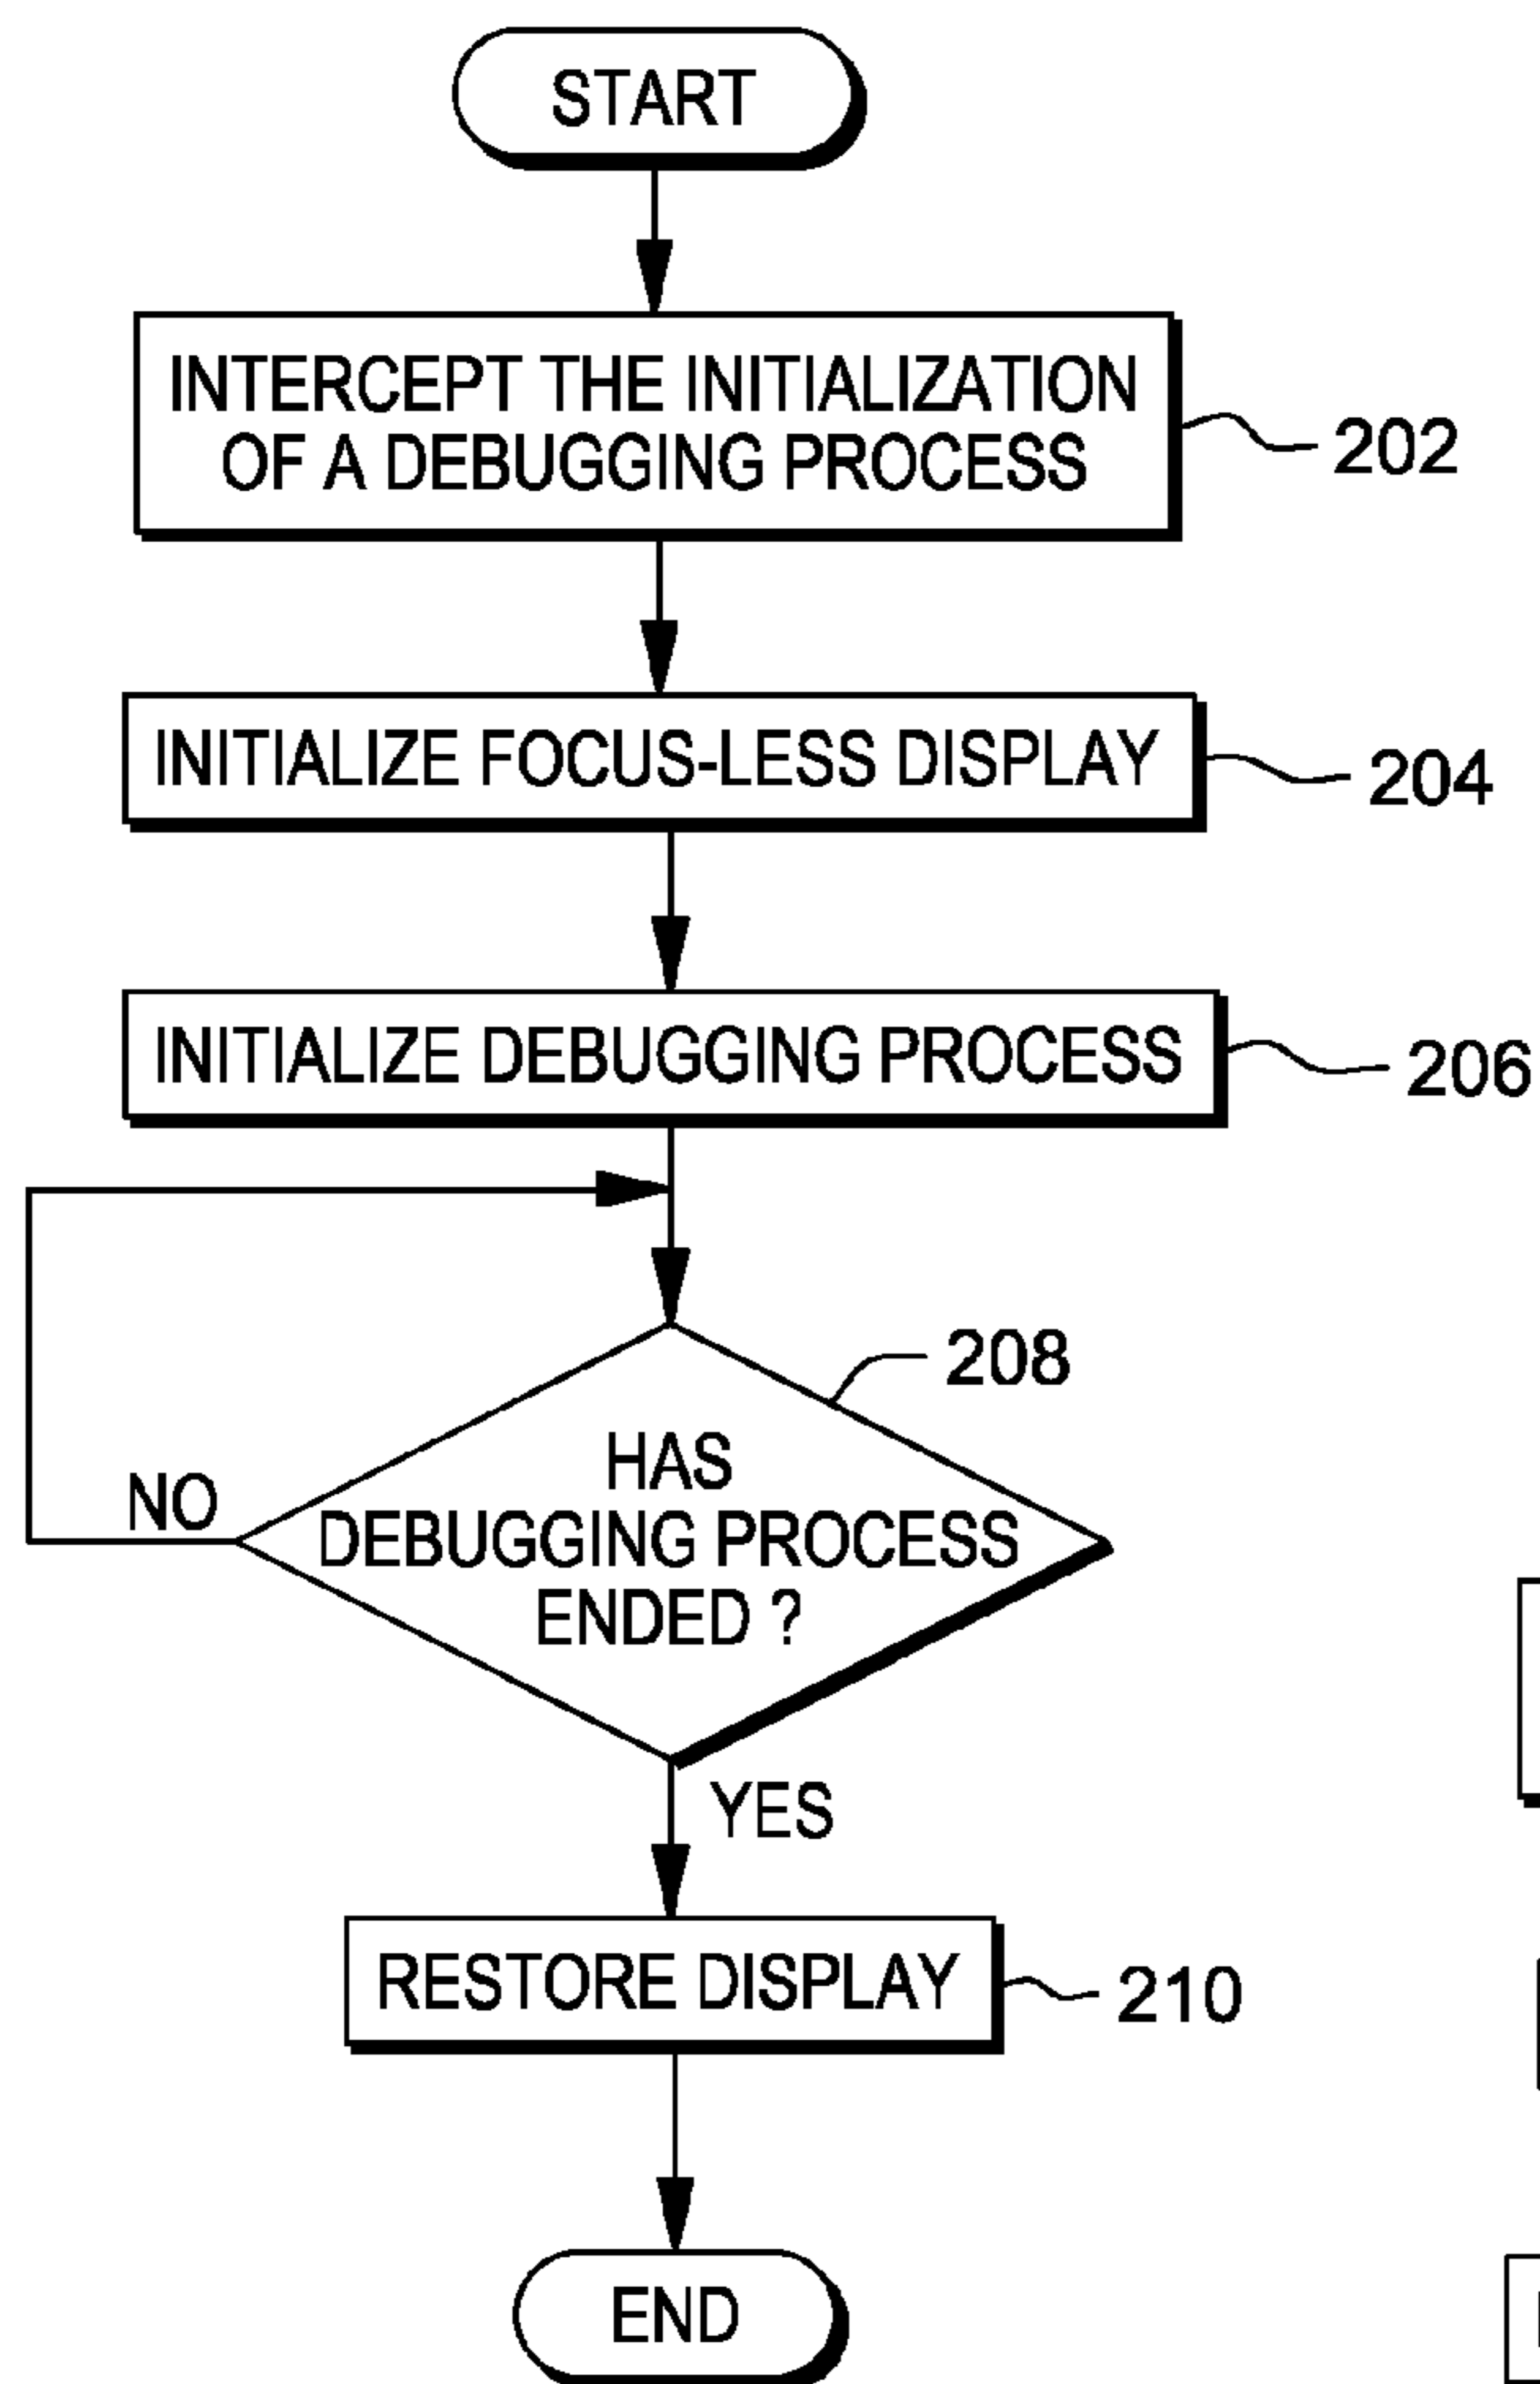 START
INTERCEPT THE INITIALIZATION
OF A DEBUGGING PROCESS
202
INITIALIZE FOCUS-LESS DISPLAY
204
INITIALIZE DEBUGGING PROCESS
206
208
HAS
DEBUGGING PROCESS
ENDED ?
NO
YES
RESTORE DISPLAY
210
END